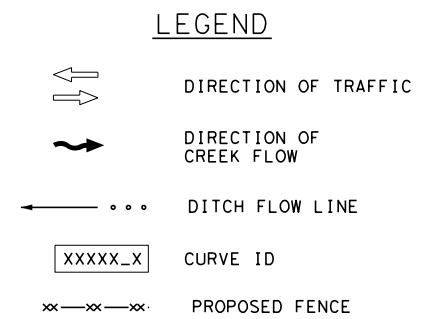 LEGEND
DIRECTION OF TRAFFIC
DIRECTION OF
CREEK FLOW
DITCH FLOW LINE
XXXXX_X CURVE ID
PROPOSED FENCE